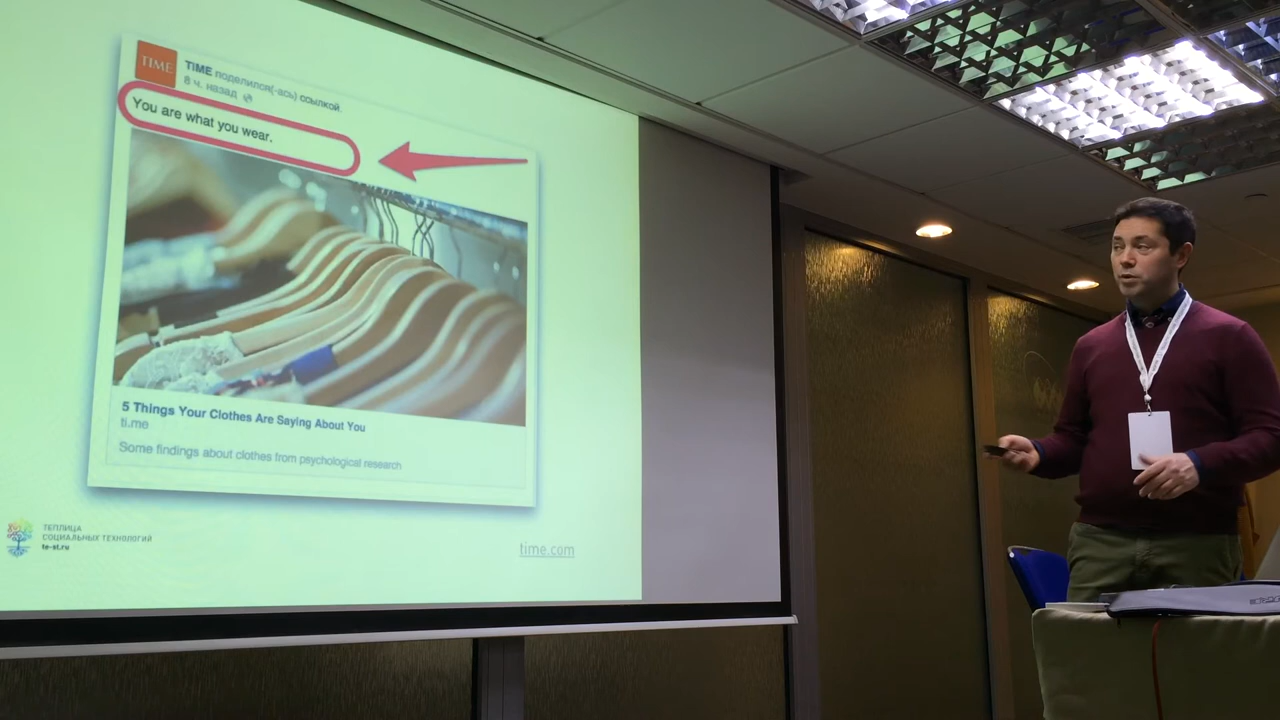 TIME
TIME поделился(-ась) ссылкой.
8 ч. назад
You are what you wear.
5 Things Your Clothes Are Saying About You
ti.me
Some findings about clothes from psychological research
ТЕПЛИЦА
СОЦИАЛЬНЫХ ТЕХНОЛОГИЙ
te-st.ru
time.com